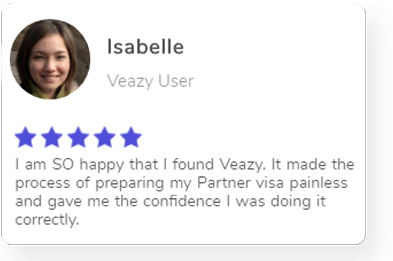 Isabelle
Veazy User
I am SO happy that I found Veazy. It made the
process of preparing my Partner visa painless
and gave me the confidence I was doing it
correctly.